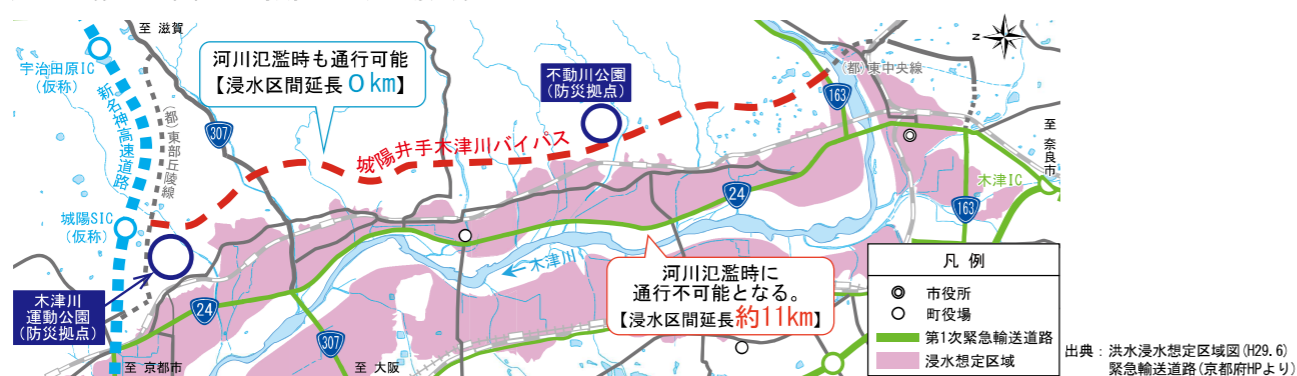 至 滋賀
宇治田原IC
(仮称)
新名神高速道路
(都)東部丘陵線
307
河川氾濫時も通行可能
【浸水区間延長０km】
不動川公園
(防災拠点)
(都)東中央線
163
N
至 奈良市
城陽井手木津川バイパス
木津IC
163
24
城陽SIC
(仮称)
木津川
運動公園
(防災拠点)
24
307
木津川
河川氾濫時に
通行不可能となる。
【浸水区間延長約11km】
至 京都市
至 大阪
凡 例
市役所
町役場
第1次緊急輸送道路
浸水想定区域
出典：洪水浸水想定区域図(H29.6)
緊急輸送道路(京都府HPより)